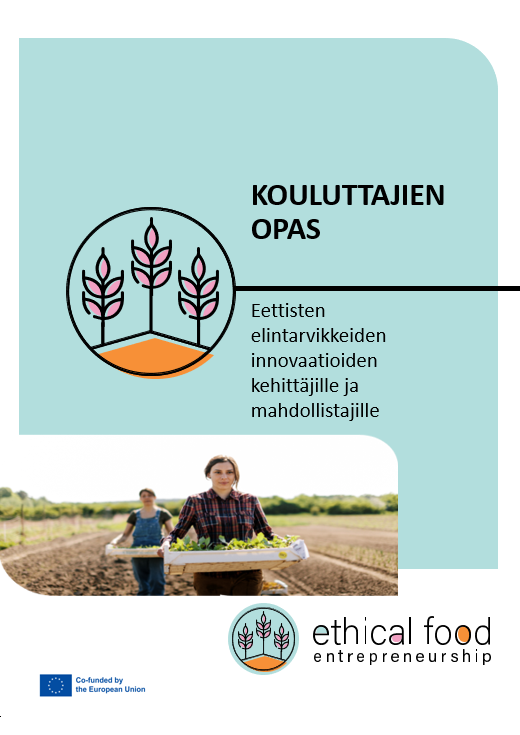 KOULUTTAJIEN
OPAS
Eettisten
elintarvikkeiden
innovaatioiden
kehittäjille ja
mahdollistajille
ethical food
entrepreneurship
Co-funded by
the European Union